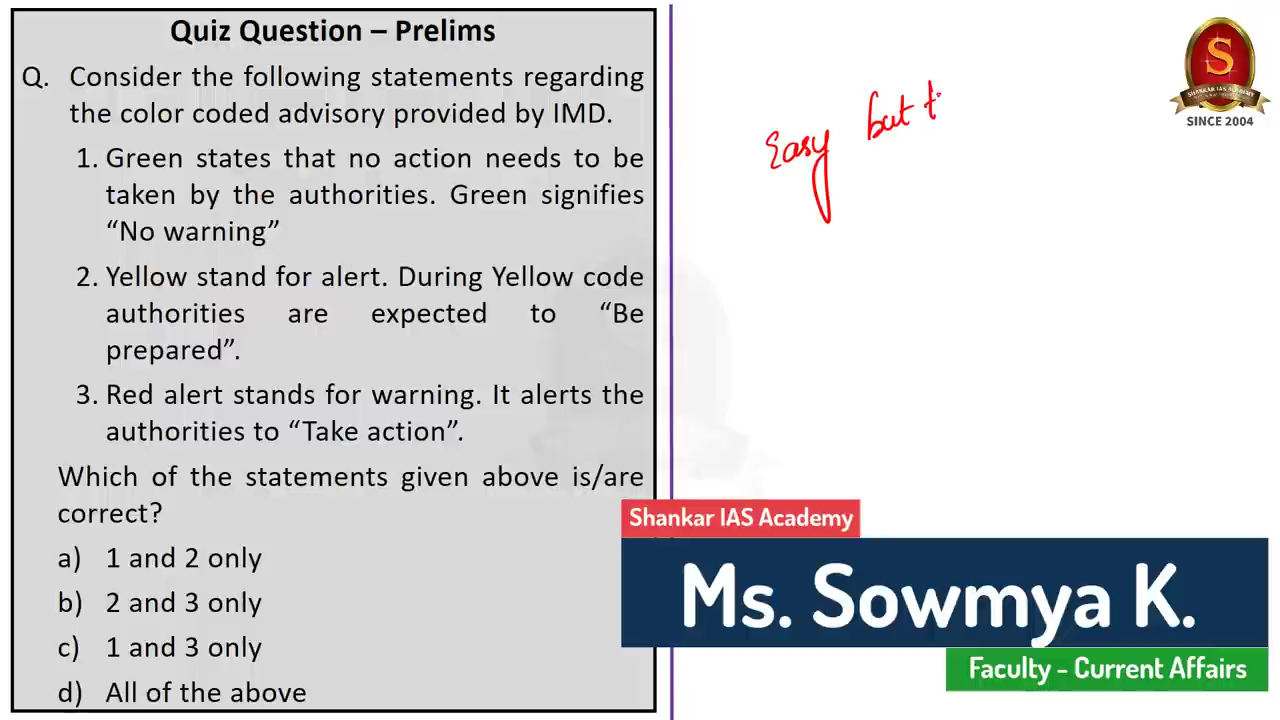 Quiz Question – Prelims
Q. Consider the following statements regarding
the color coded advisory provided by IMD.
1. Green states that no action needs to be
taken by the authorities. Green signifies
“No warning”
2. Yellow stand for alert. During Yellow code
authorities are expected to “Be
prepared”.
3. Red alert stands for warning. It alerts the
authorities to “Take action”.
Which of the statements given above is/are
correct?
a) 1 and 2 only
b) 2 and 3 only
c) 1 and 3 only
d) All of the above
Easy but t
S
SHANKAR IAS ACADEMY
SINCE 2004
Shankar IAS Academy
Ms. Sowmya K.
Faculty - Current Affairs